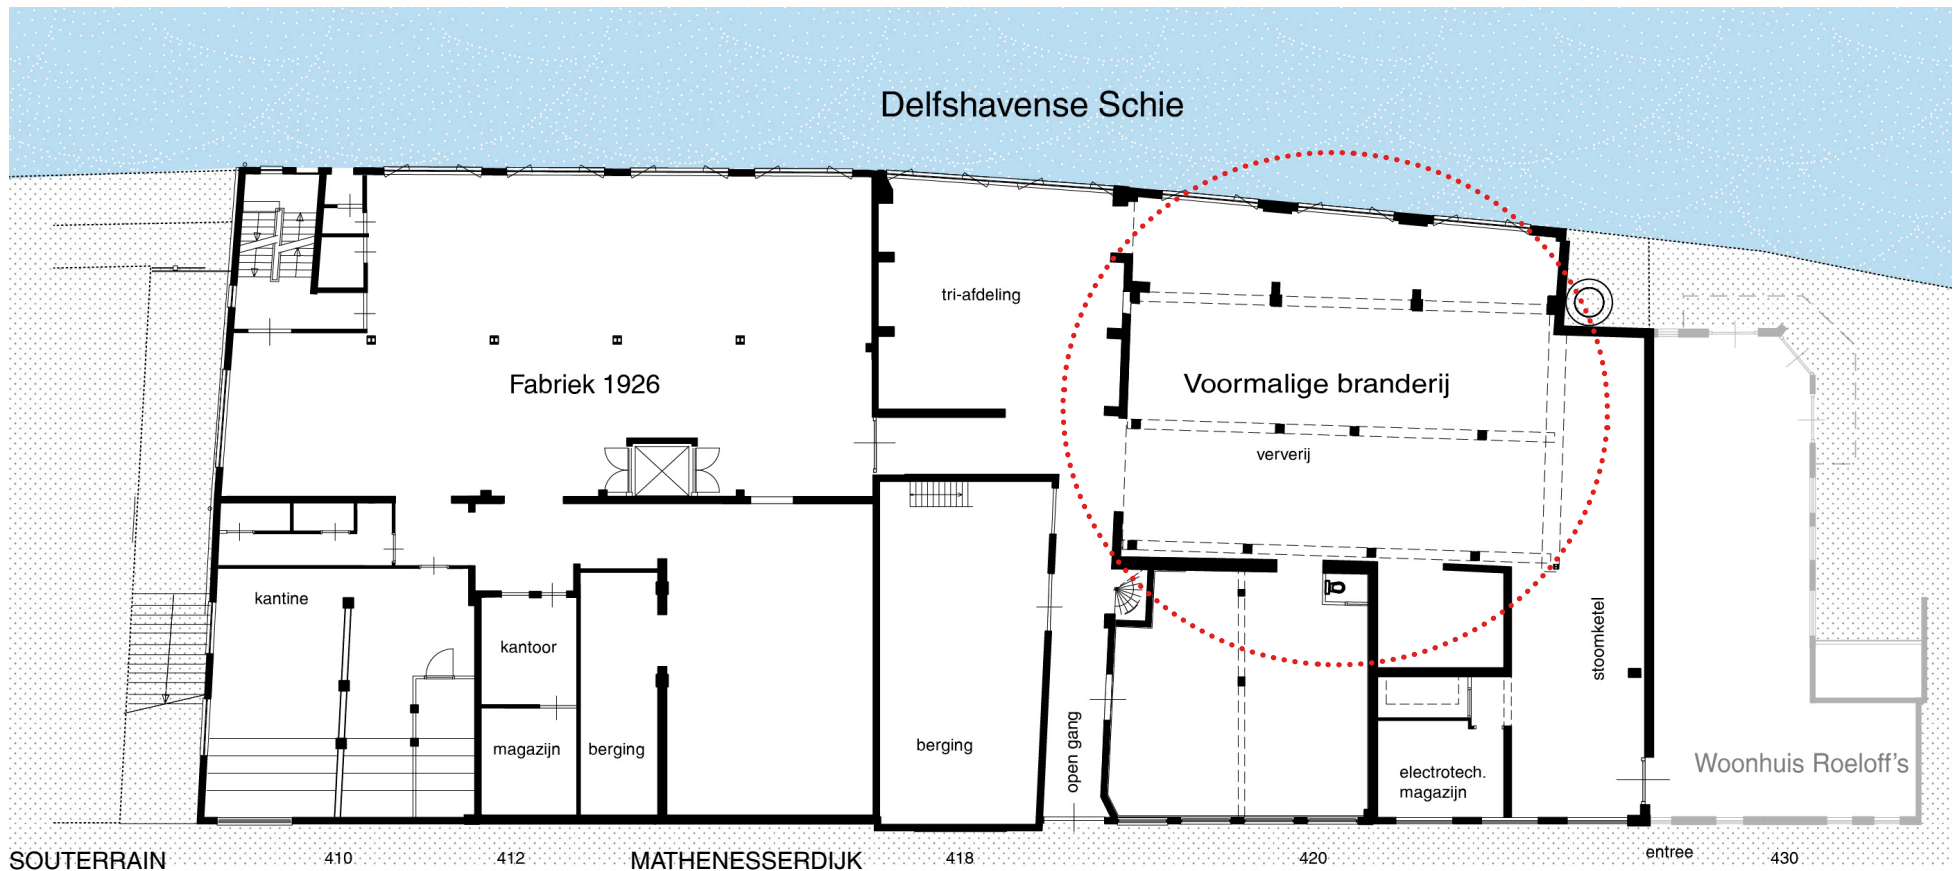 Delfshavense Schie
tri-afdeling
Fabriek 1926
Voormalige branderij
ververij
kantine
kantoor
stoomketel
magazijn
berging
berging
open gang
electrotech.
magazijn
Woonhuis Roeloff's
SOUTERRAIN
410
412
MATHENESSERDIJK
418
420
entree
430